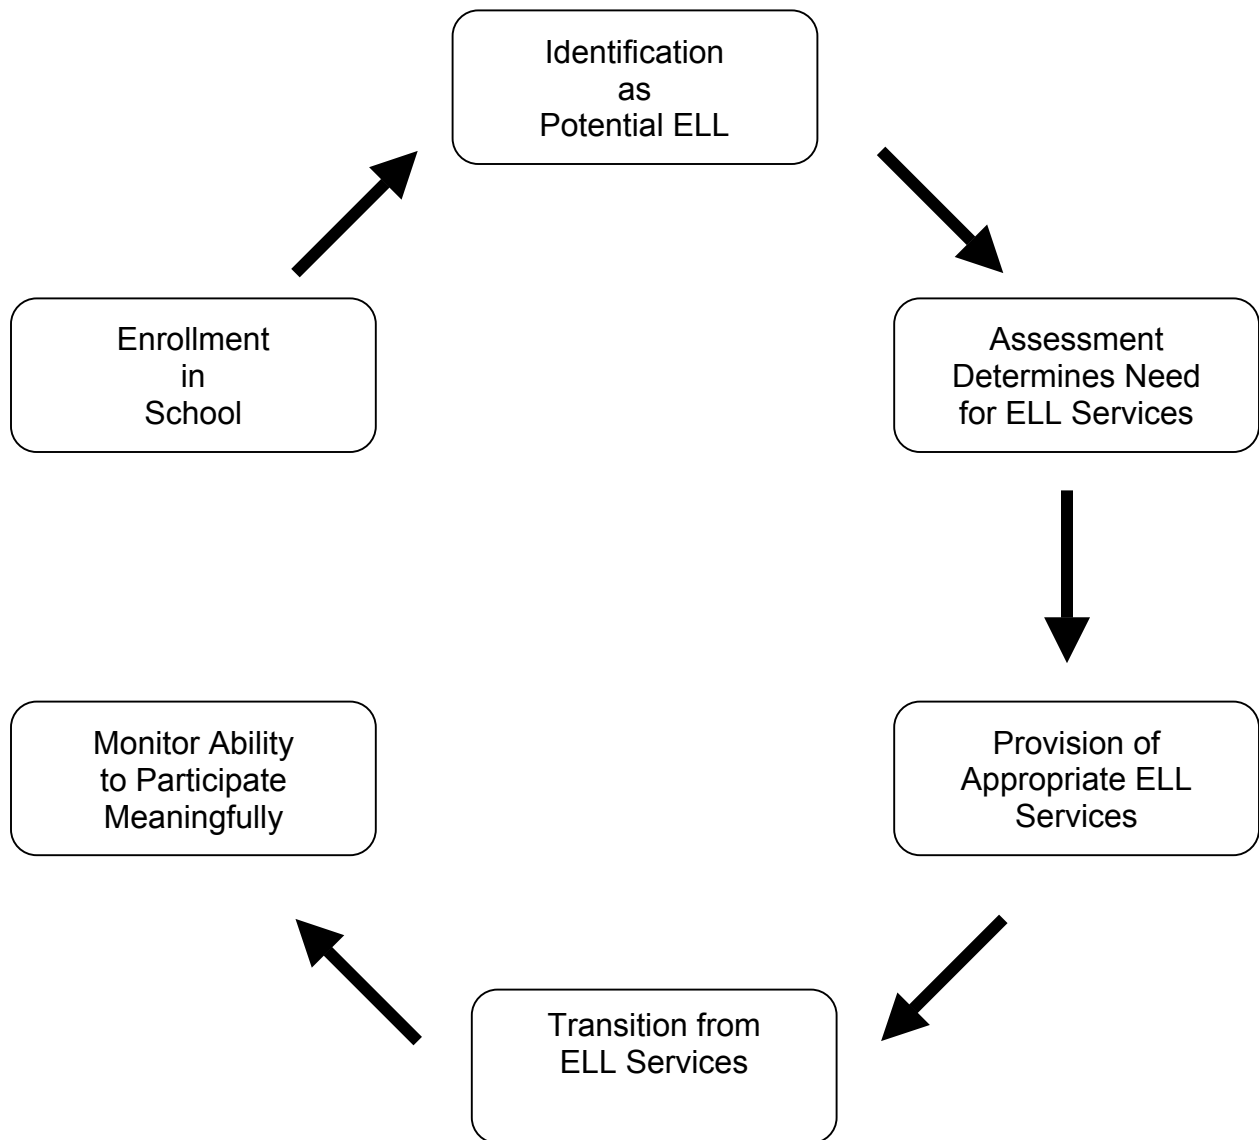 Identification
as
Potential ELL
Enrollment
in
School
Assessment
Determines Need
for ELL Services
Monitor Ability
to Participate
Meaningfully
Provision of
Appropriate ELL
Services
Transition from
ELL Services